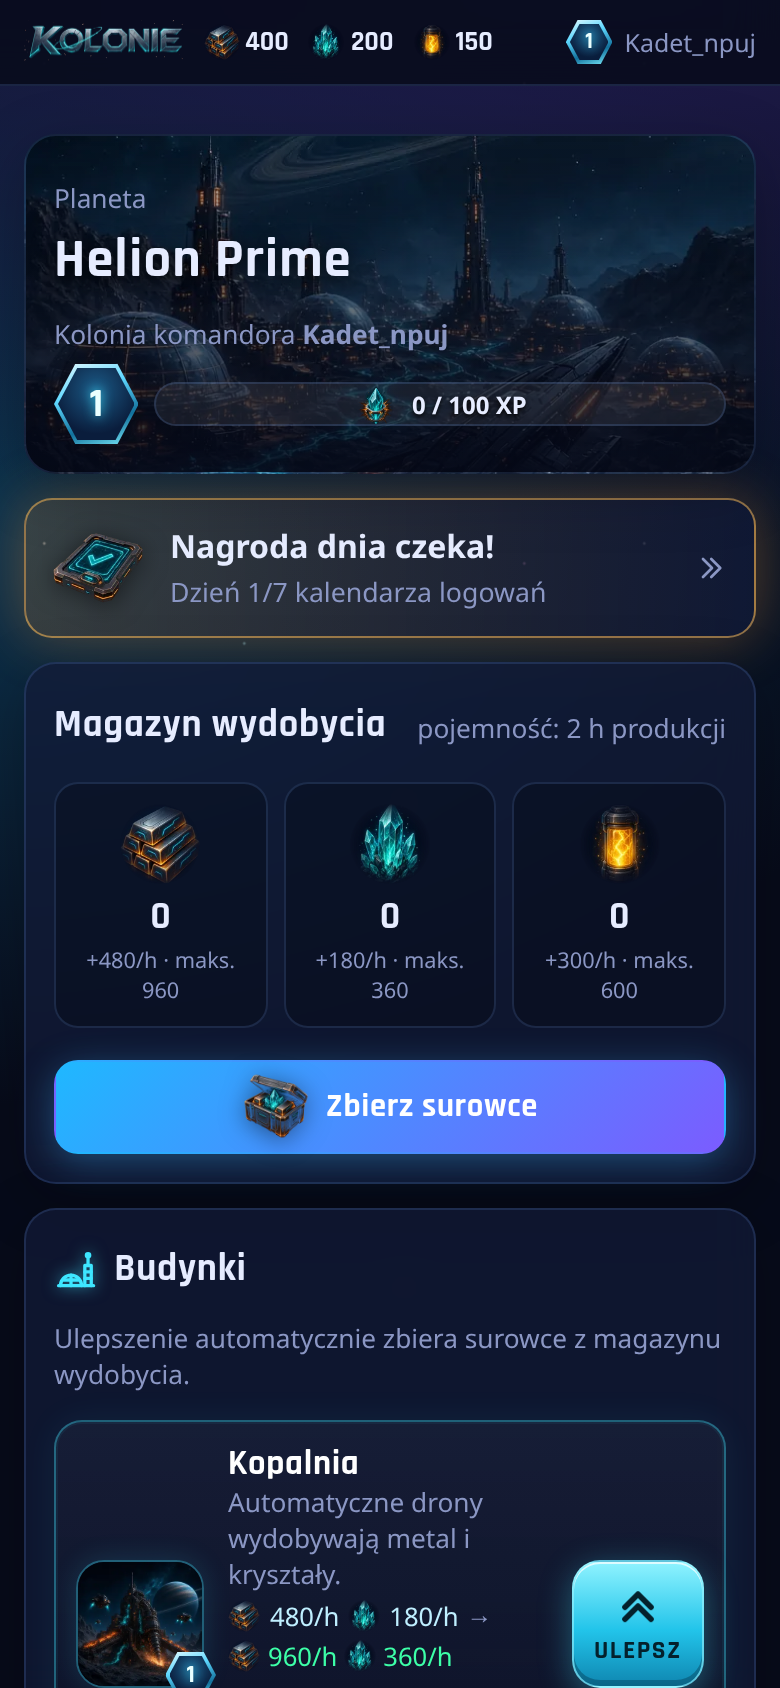 KOLONIE 400 200 150 1 Kadet_npuj
Planeta
Helion Prime
Kolonia komandora Kadet_npuj
1 0 / 100 XP
Nagroda dnia czeka!
Dzień 1/7 kalendarza logowań
Magazyn wydobycia pojemność: 2 h produkcji
0 0 0
+480/h · maks. +180/h · maks. +300/h · maks.
960 360 600
Zbierz surowce
Budynki
Ulepszenie automatycznie zbiera surowce z magazynu
wydobycia.
Kopalnia
Automatyczne drony
wydobywają metal i
kryształy.
480/h 180/h →
960/h 360/h
1
ULEPSZ